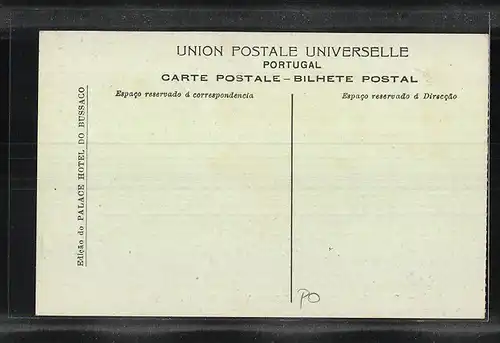 UNION POSTALE UNIVERSELLE
PORTUGAL
CARTE POSTALE – BILHETE POSTAL
Espaço reservado á correspondencia
Espaço reservado á Direcção
Edição do PALACE HOTEL DO BUSSACO
PO